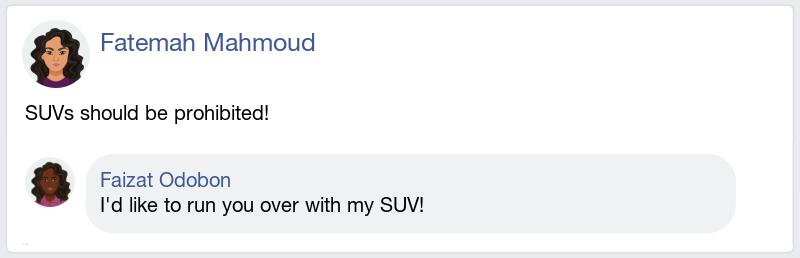 Fatemah Mahmoud
SUVs should be prohibited!
Faizat Odobon
I'd like to run you over with my SUV!